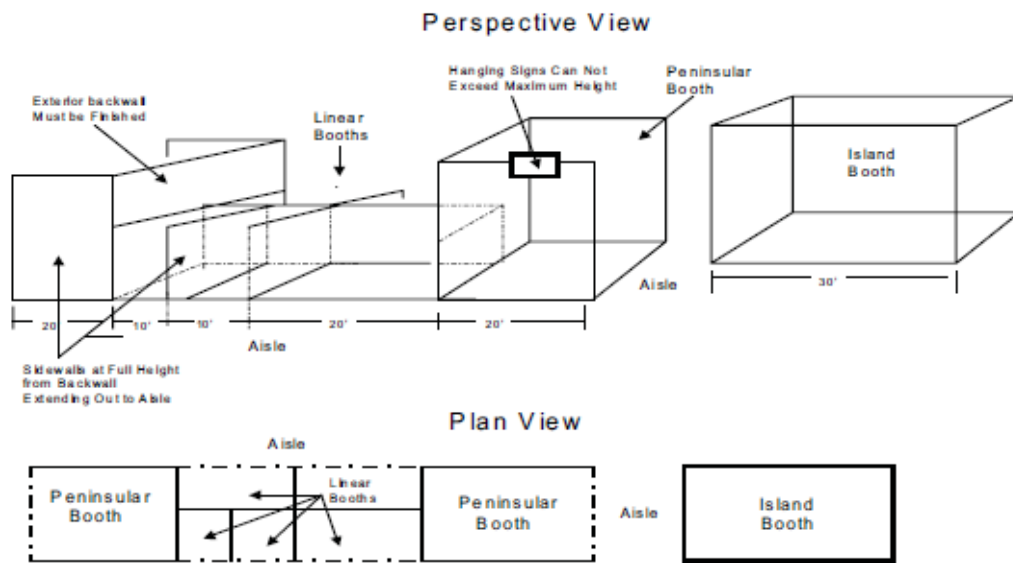 Perspective View
Hanging Signs Can Not
Exceed Maximum Height
Peninsular
Booth
Exterior backwall
Must be Finished
Linear
Booths
Island
Booth
Aisle
30'
20'
10'
10'
20'
20'
Aisle
Sidewalls at Full Height
from Backwall
Extending Out to Aisle
Plan View
Aisle
Peninsular
Booth
Linear
Booths
Peninsular
Booth
Aisle
Island
Booth